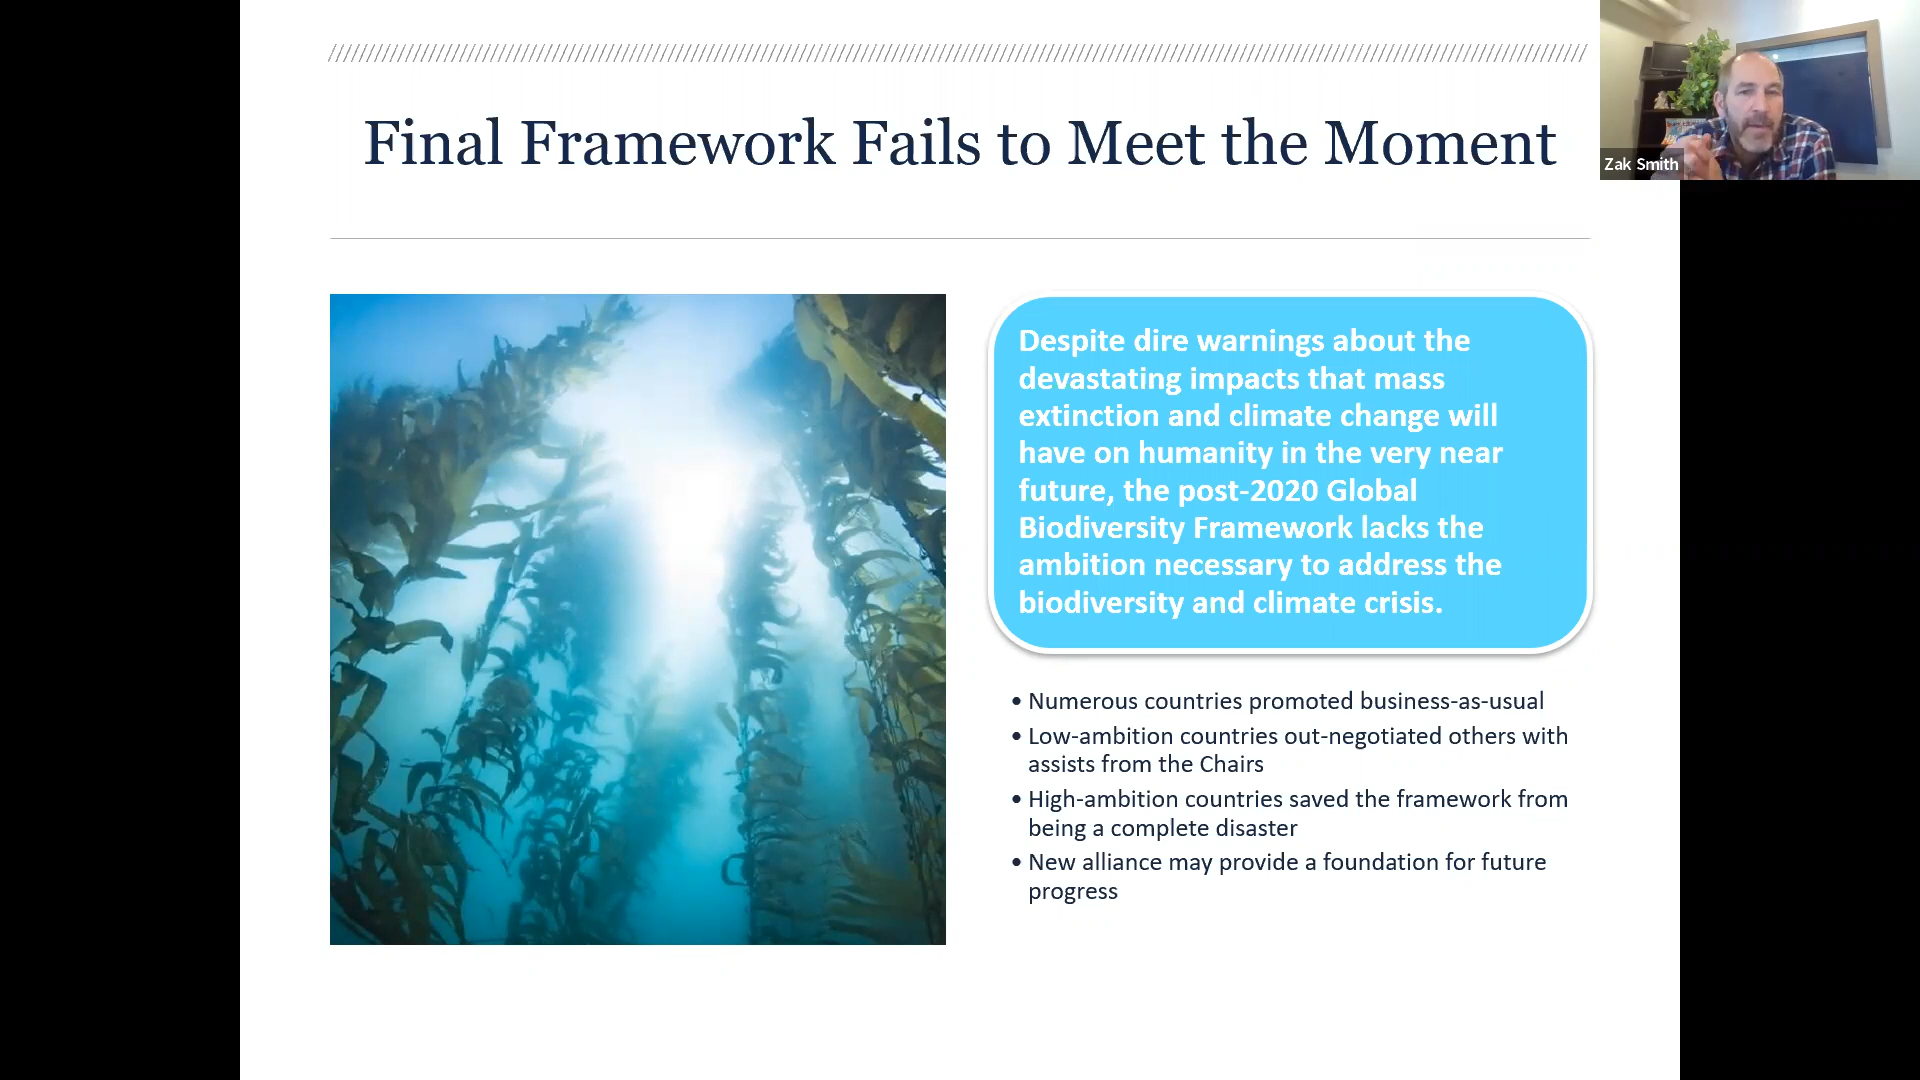 Final Framework Fails to Meet the Moment
Zak Smith
Despite dire warnings about the
devastating impacts that mass
extinction and climate change will
have on humanity in the very near
future, the post-2020 Global
Biodiversity Framework lacks the
ambition necessary to address the
biodiversity and climate crisis.
• Numerous countries promoted business-as-usual
• Low-ambition countries out-negotiated others with
assists from the Chairs
• High-ambition countries saved the framework from
being a complete disaster
• New alliance may provide a foundation for future
progress